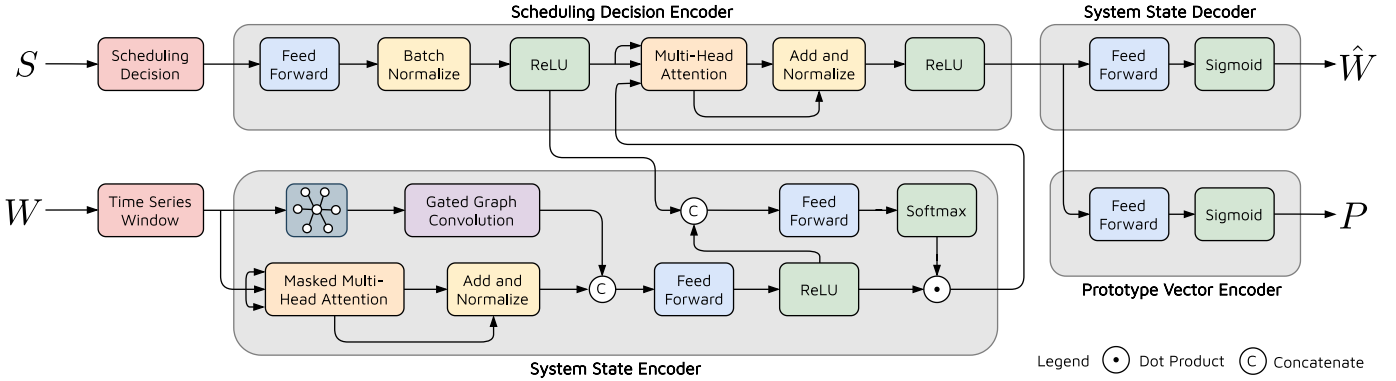 Scheduling Decision Encoder
System State Decoder
S
Scheduling
Decision
Feed
Forward
Batch
Normalize
ReLU
Multi-Head
Attention
Add and
Normalize
ReLU
Feed
Forward
Sigmoid
Ŵ
W
Time Series
Window
Gated Graph
Convolution
C
Feed
Forward
Softmax
Feed
Forward
Sigmoid
P
Masked Multi-
Head Attention
Add and
Normalize
C
Feed
Forward
ReLU
Prototype Vector Encoder
System State Encoder
Legend
Dot Product
C
Concatenate